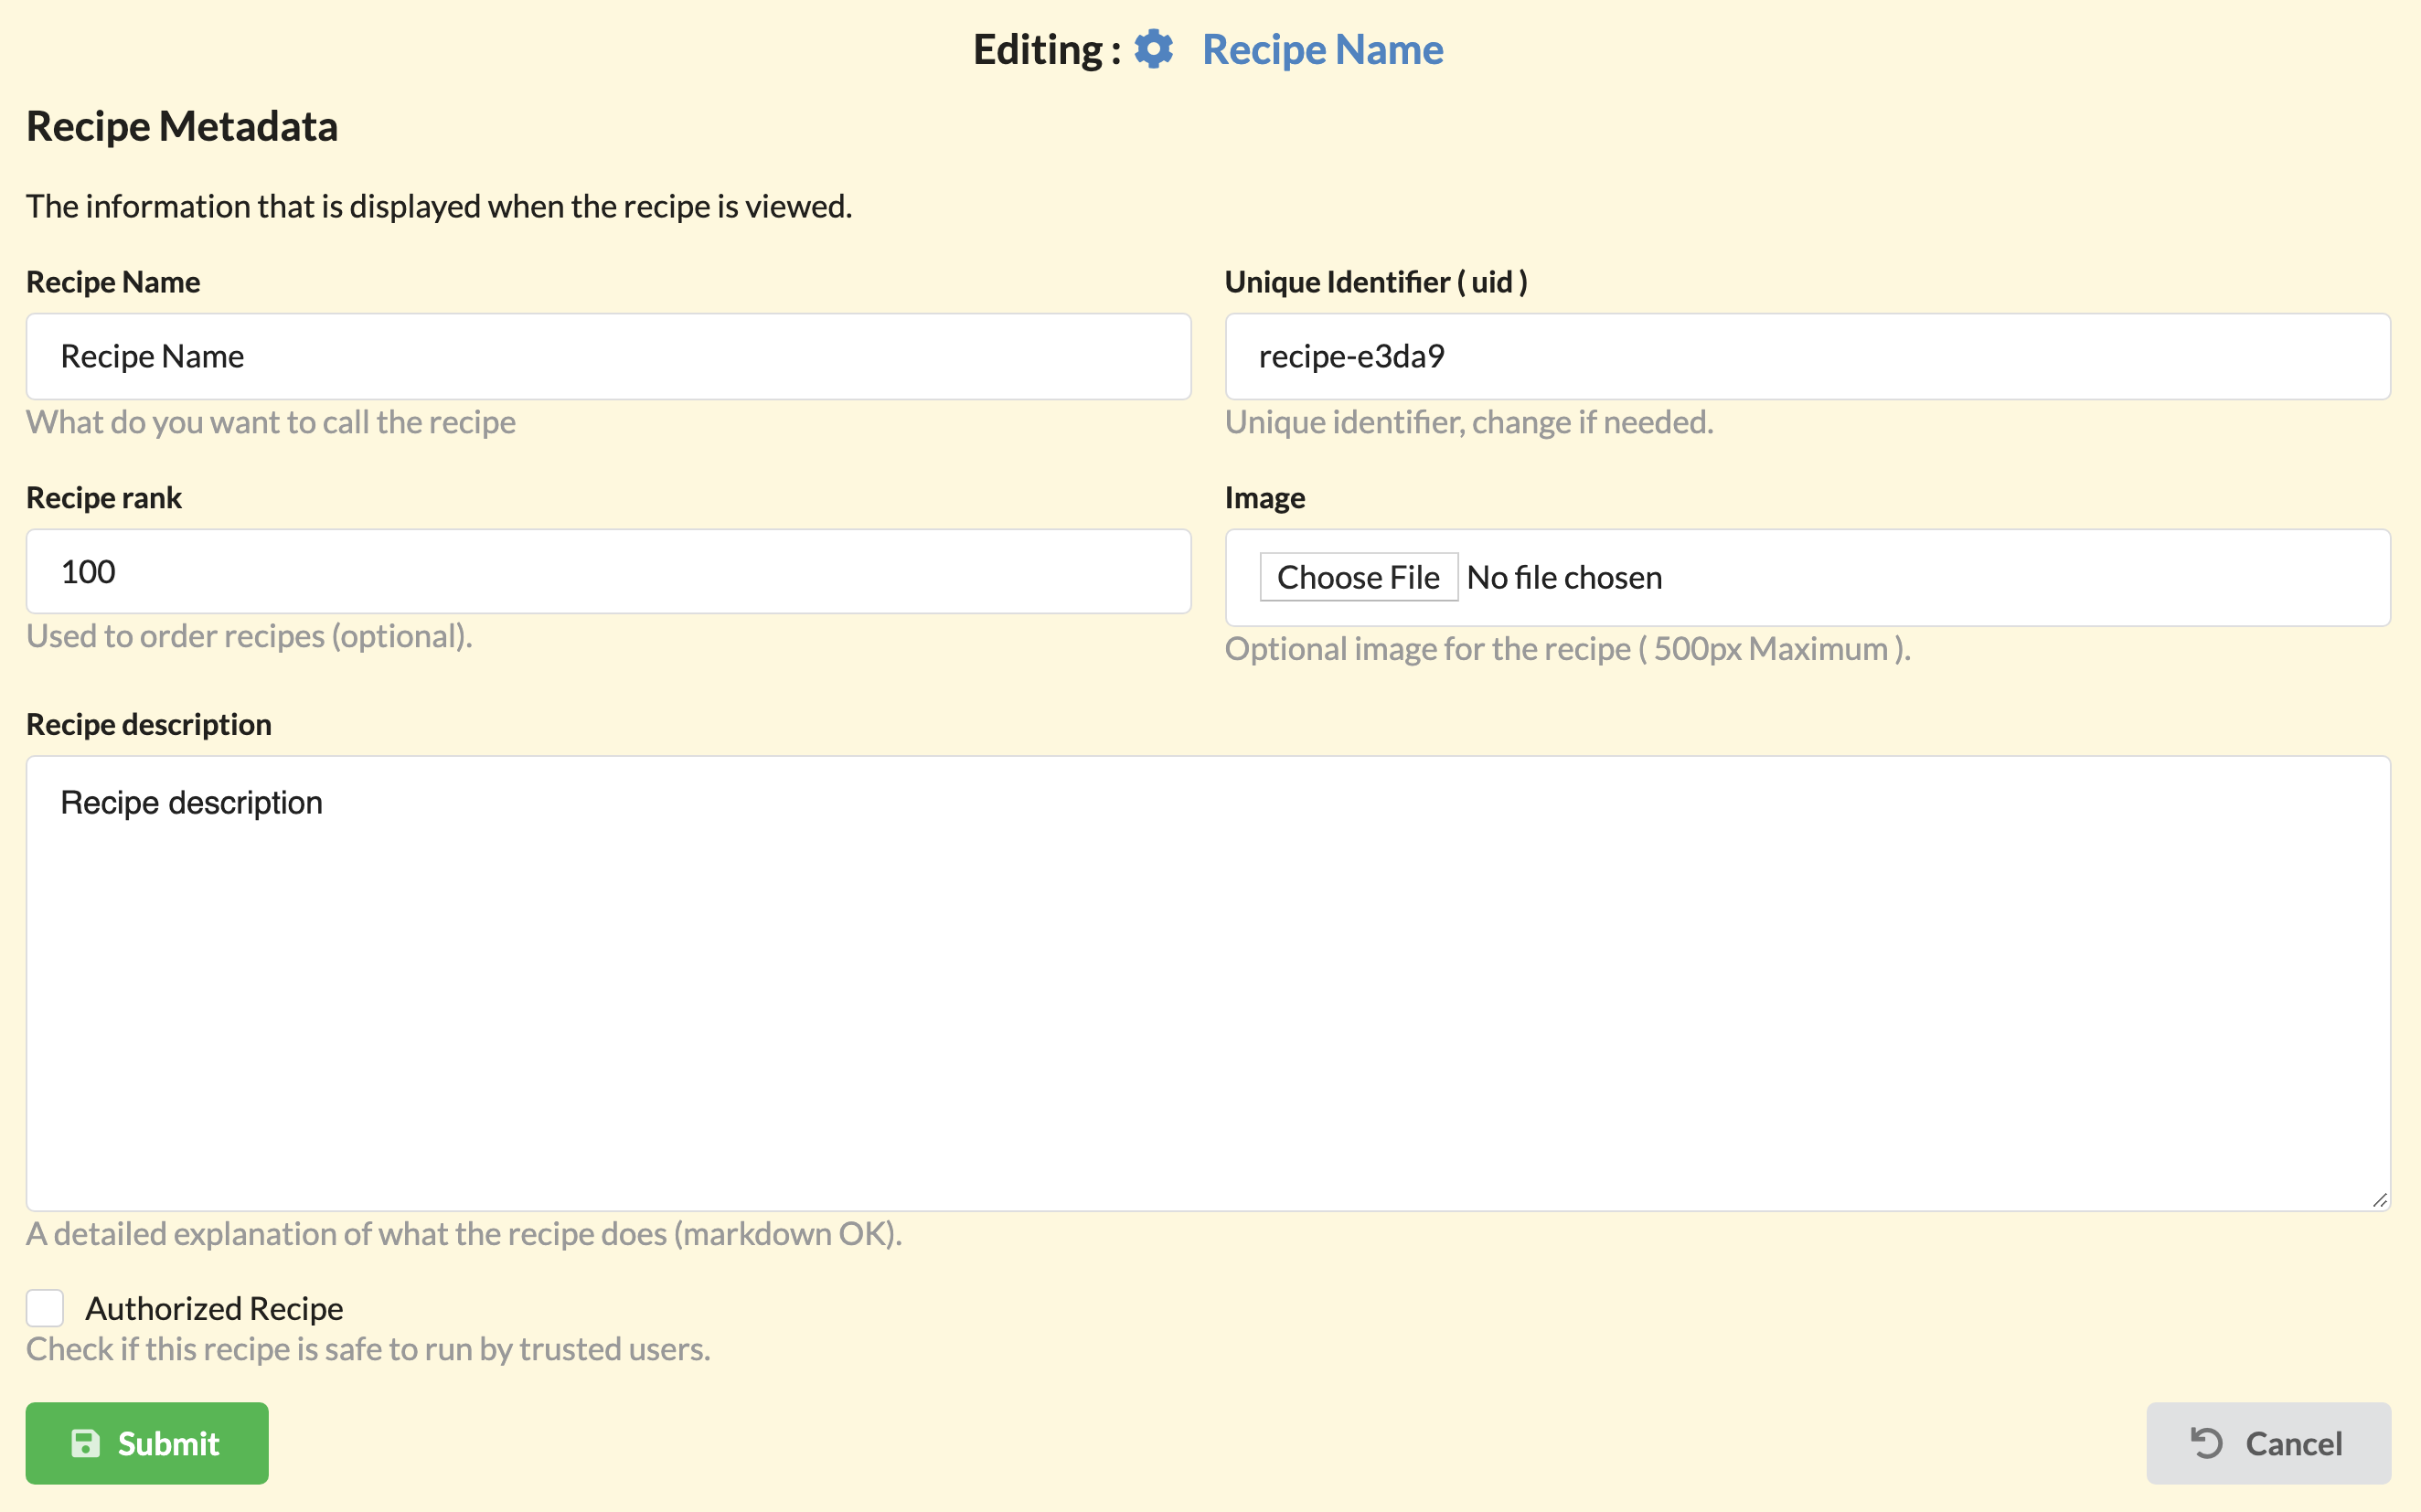 Editing : Recipe Name
Recipe Metadata
The information that is displayed when the recipe is viewed.
Recipe Name
Recipe Name
What do you want to call the recipe
Unique Identifier ( uid )
recipe-e3da9
Unique identifier, change if needed.
Recipe rank
100
Used to order recipes (optional).
Image
Choose File No file chosen
Optional image for the recipe ( 500px Maximum ).
Recipe description
Recipe description
A detailed explanation of what the recipe does (markdown OK).
Authorized Recipe
Check if this recipe is safe to run by trusted users.
Submit
Cancel